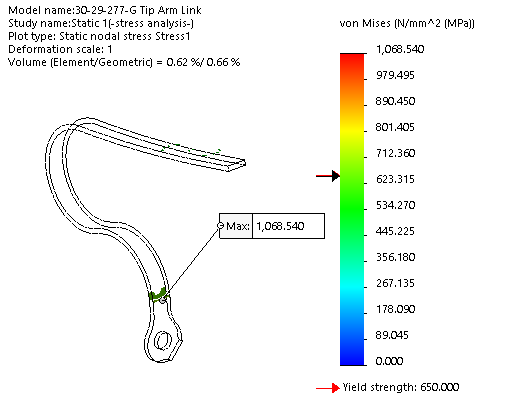 Model name:30-29-277-G Tip Arm Link
Study name:Static 1(-stress analysis-)
Plot type: Static nodal stress Stress1
Deformation scale: 1
Volume (Element/Geometric) = 0.62 %/ 0.66 %
von Mises (N/mm^2 (MPa))
1,068.540
979.495
890.450
801.405
712.360
623.315
534.270
445.225
356.180
267.135
178.090
89.045
0.000
Max: 1,068.540
Yield strength: 650.000